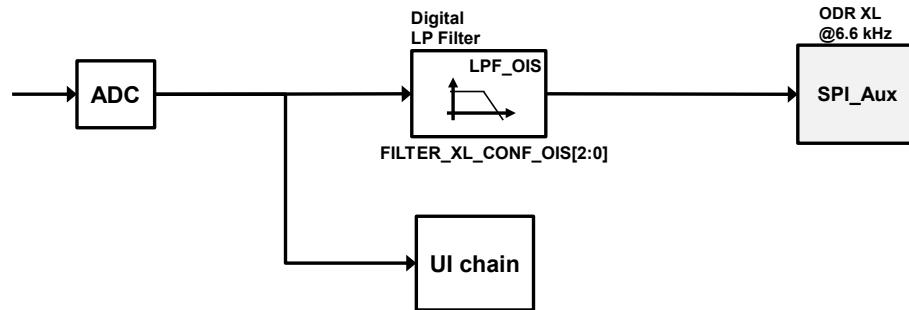 Digital
LP Filter
ODR XL
@6.6 kHz
ADC
LPF_OIS
SPI_Aux
FILTER_XL_CONF_OIS[2:0]
UI chain